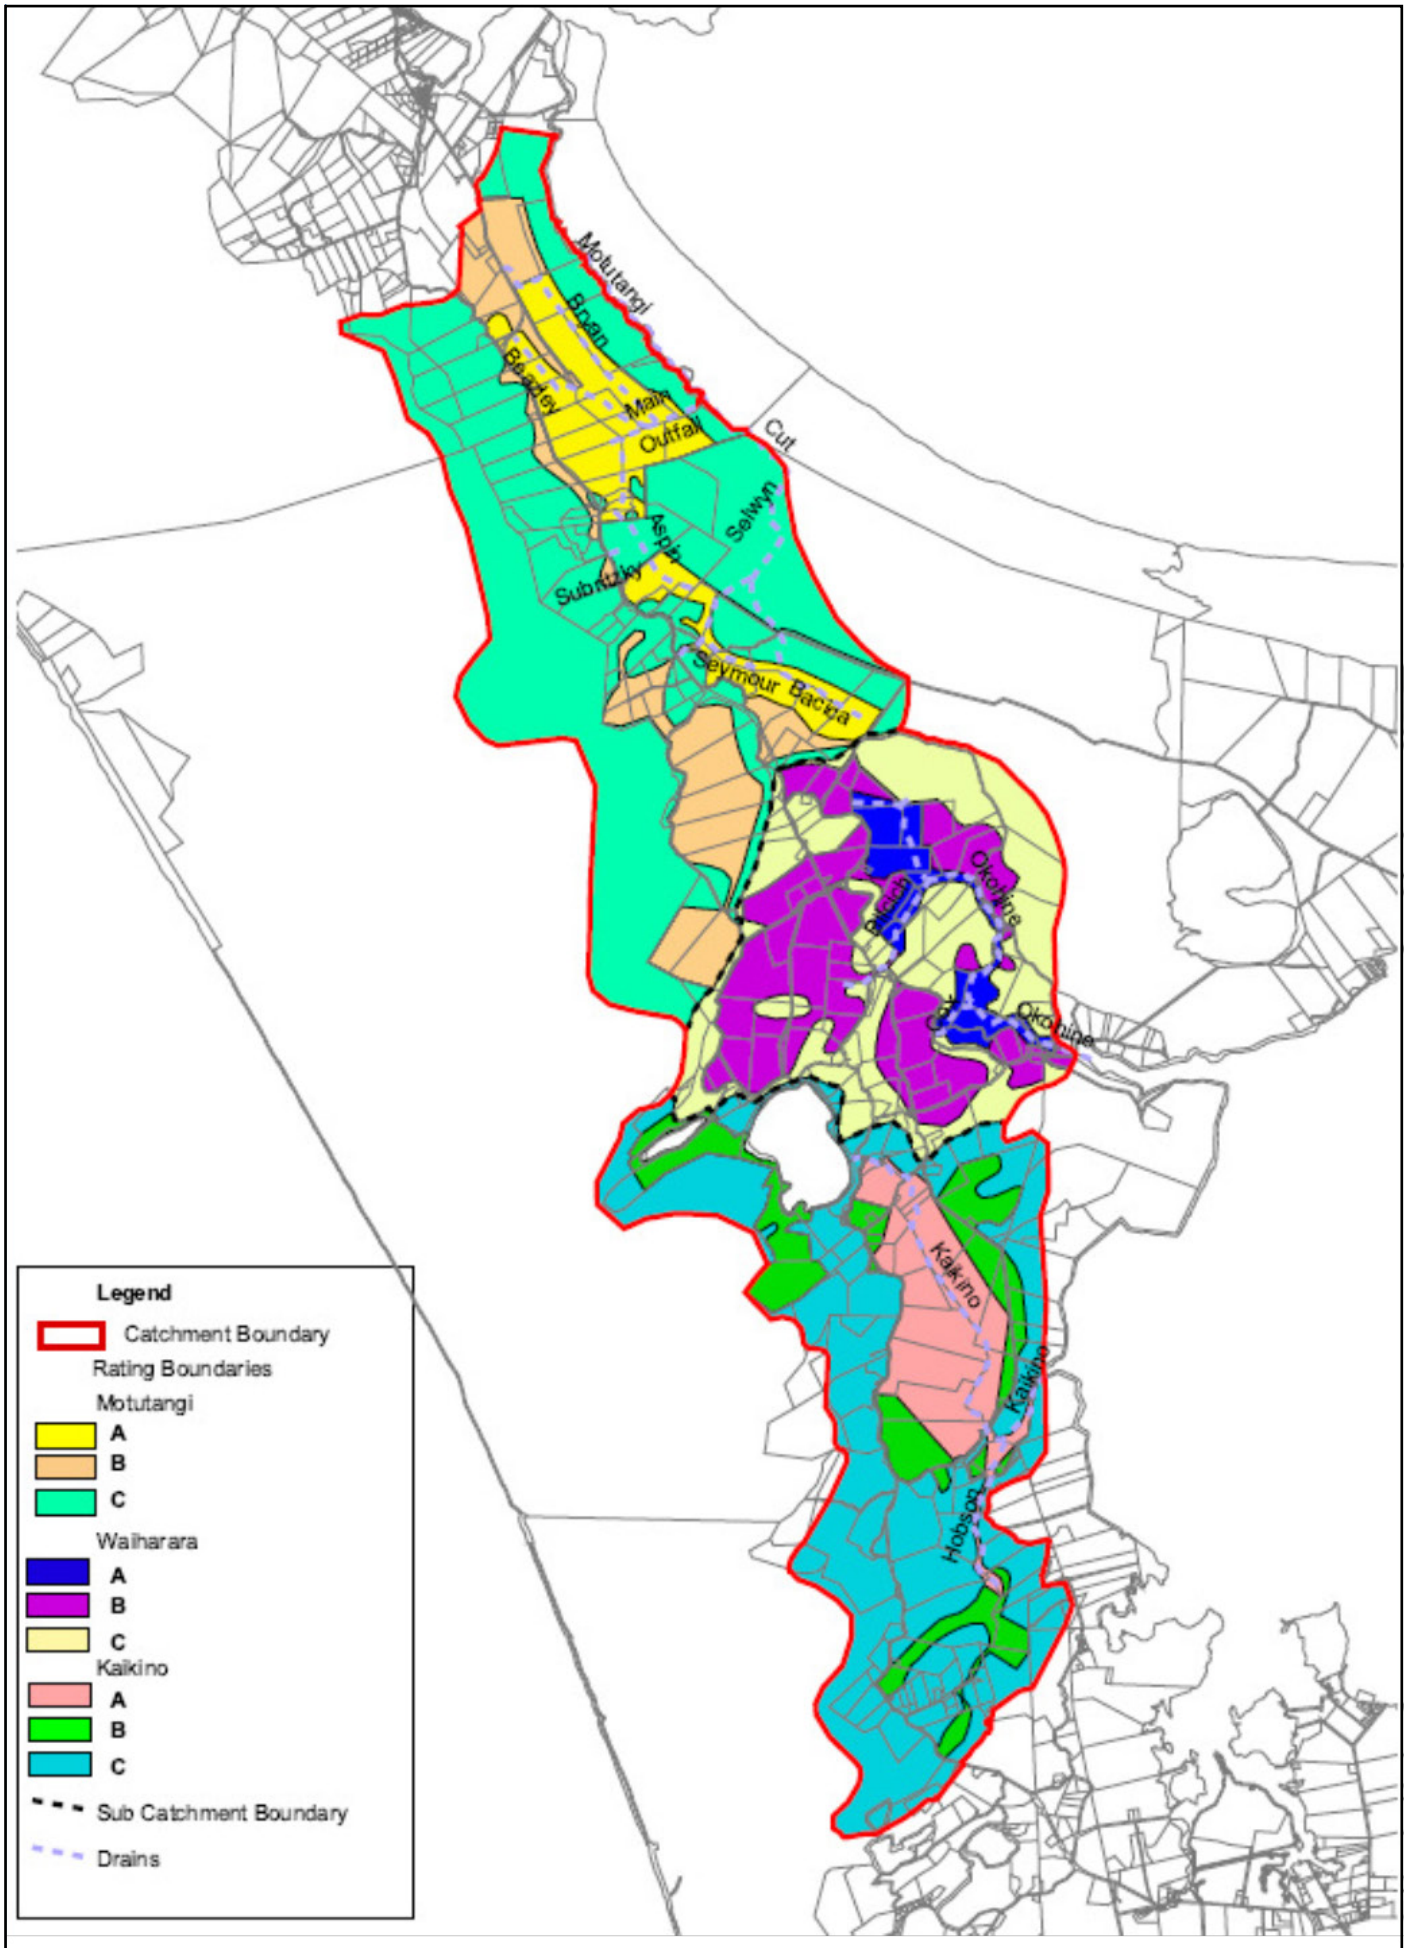 Motutangi
Bryan
Beazley
Main
Outfall
Cut
Selwyn
Aspin
Subritzky
Seymour Bacica
Okohine
Okohine
Kaikino
Kaikino
Hobson
Legend
Catchment Boundary
Rating Boundaries
Motutangi
A
B
C
Waiharara
A
B
C
Kaikino
A
B
C
Sub Catchment Boundary
Drains